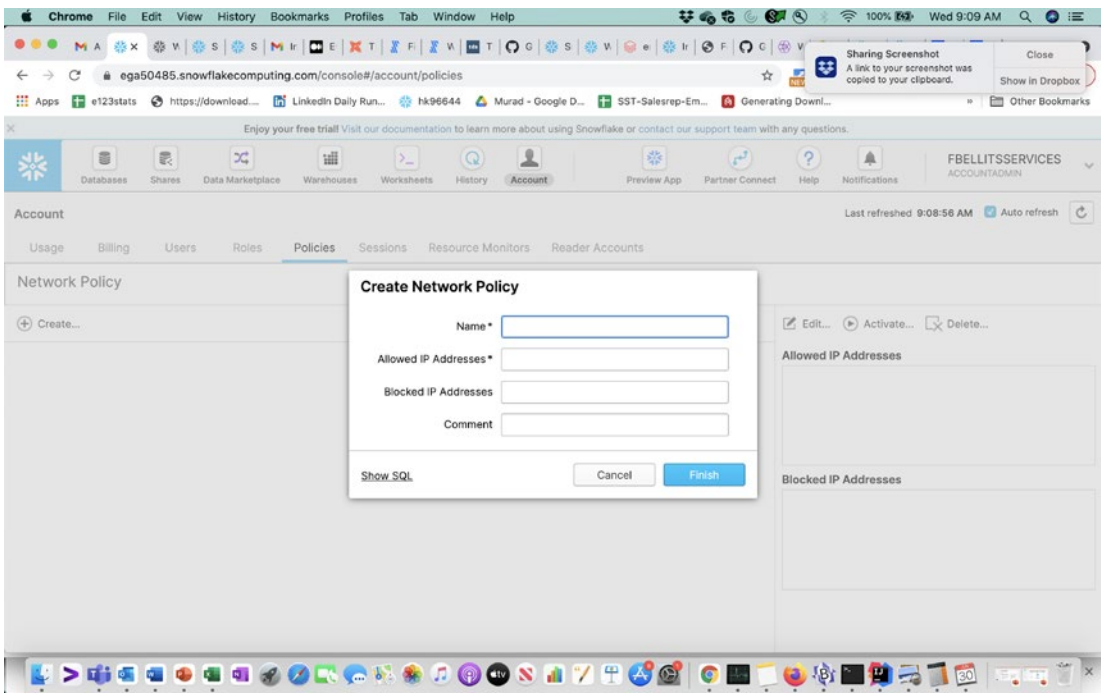 Chrome File Edit View History Bookmarks Profiles Tab Window Help 100% Wed 9:09 AM
Sharing Screenshot
A link to your screenshot was
copied to your clipboard.
Close
Show in Dropbox
ega50485.snowflakecomputing.com/console#/account/policies
Apps e123stats https://download.... LinkedIn Daily Run... hk96644 Murad - Google D... SST-Salesrep-Em... Generating Downl... Other Bookmarks
Enjoy your free trial! Visit our documentation to learn more about using Snowflake or contact our support team with any questions.
Databases Shares Data Marketplace Warehouses Worksheets History Account Preview App Partner Connect Help Notifications
FBELLITSSERVICES
ACCOUNTADMIN
Account
Last refreshed 9:08:56 AM Auto refresh
Usage Billing Users Roles Policies Sessions Resource Monitors Reader Accounts
Network Policy
Create...
Edit... Activate... Delete...
Allowed IP Addresses
Blocked IP Addresses
Create Network Policy
Name*
Allowed IP Addresses*
Blocked IP Addresses
Comment
Show SQL Cancel Finish
tv
30